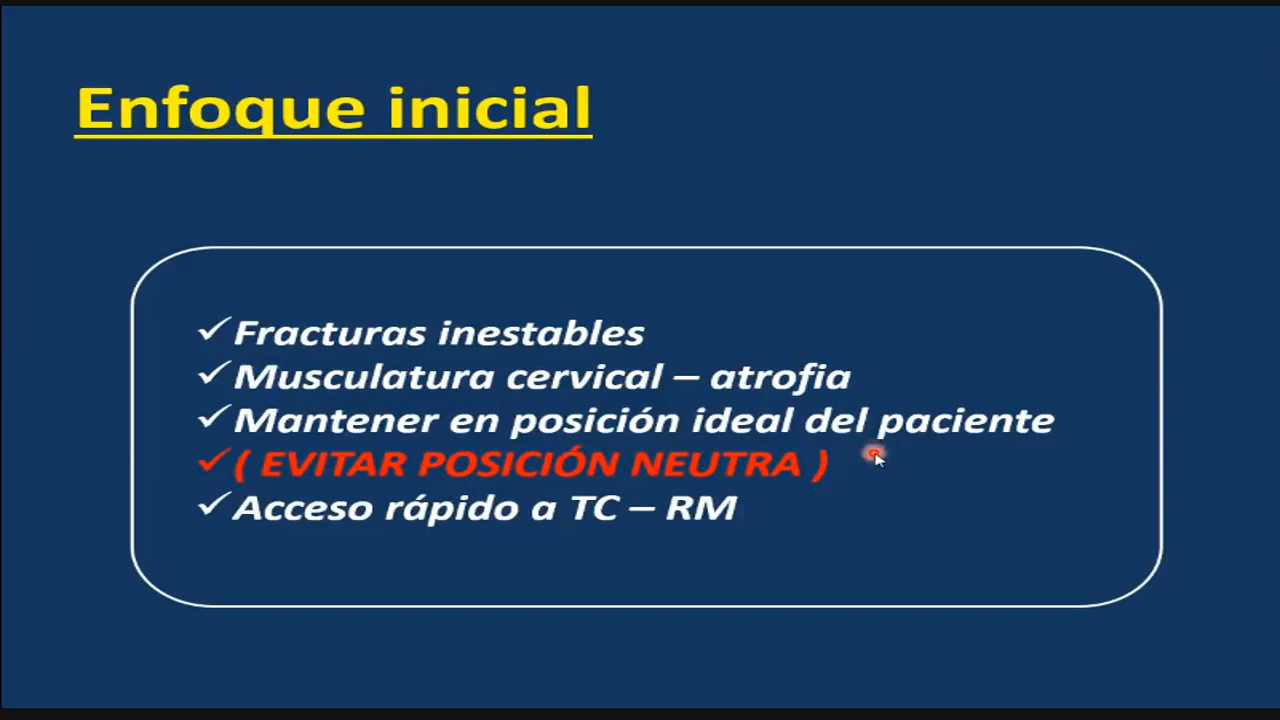 Enfoque inicial
✓Fracturas inestables
✓Musculatura cervical – atrofia
✓Mantener en posición ideal del paciente
✓( EVITAR POSICIÓN NEUTRA )
✓Acceso rápido a TC – RM